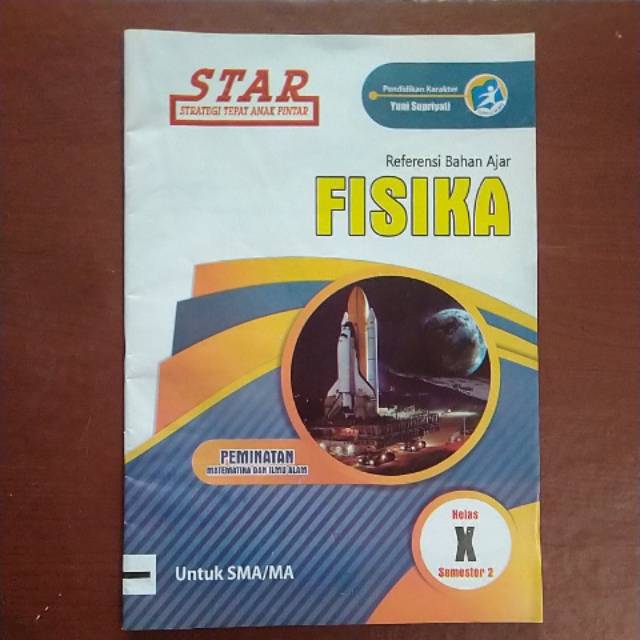 STAR
STRATEGI TEPAT ANAK PINTAR
Pendidikan Karakter
Yuni Supriyati
Referensi Bahan Ajar
FISIKA
PEMINATAN
MATEMATIKA DAN ILMU ALAM
Kelas
X
Semester 2
Untuk SMA/MA